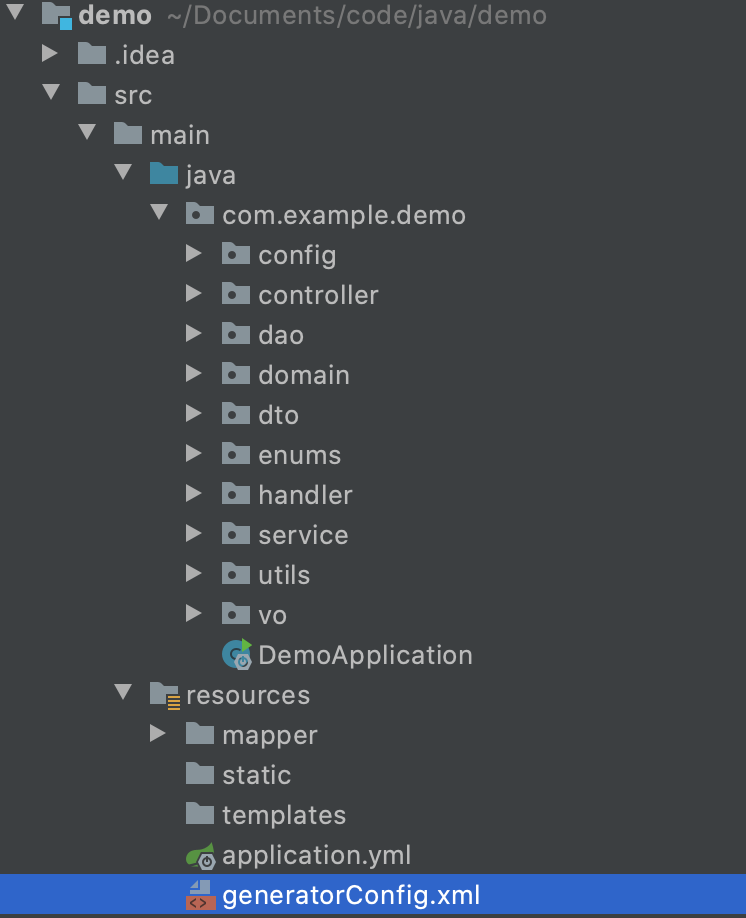 demo ~/Documents/code/java/demo
.idea
src
main
java
com.example.demo
config
controller
dao
domain
dto
enums
handler
service
utils
vo
DemoApplication
resources
mapper
static
templates
application.yml
generatorConfig.xml